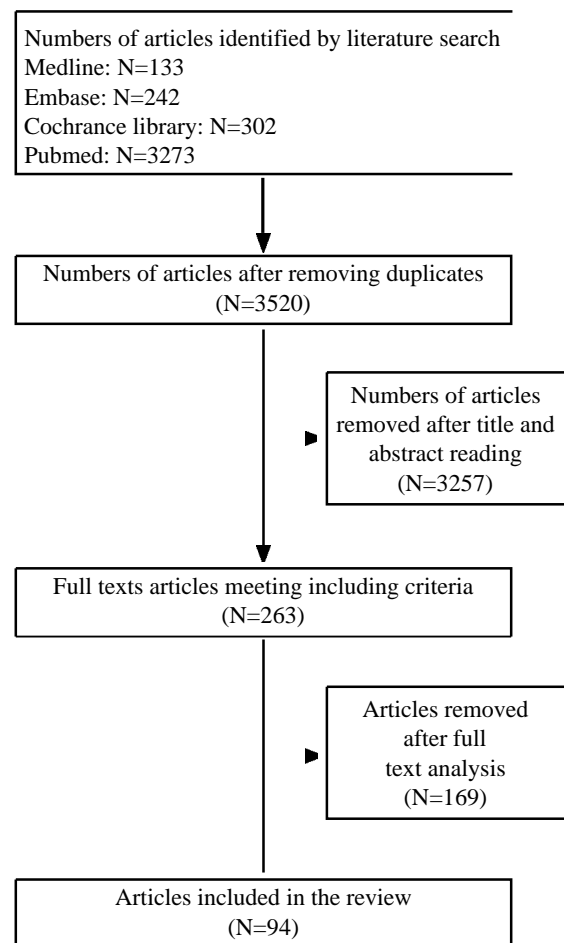 Numbers of articles identified by literature search
Medline: N=133
Embase: N=242
Cochrance library: N=302
Pubmed: N=3273
Numbers of articles after removing duplicates
(N=3520)
Numbers of articles
removed after title and
abstract reading
(N=3257)
Full texts articles meeting including criteria
(N=263)
Articles removed
after full
text analysis
(N=169)
Articles included in the review
(N=94)